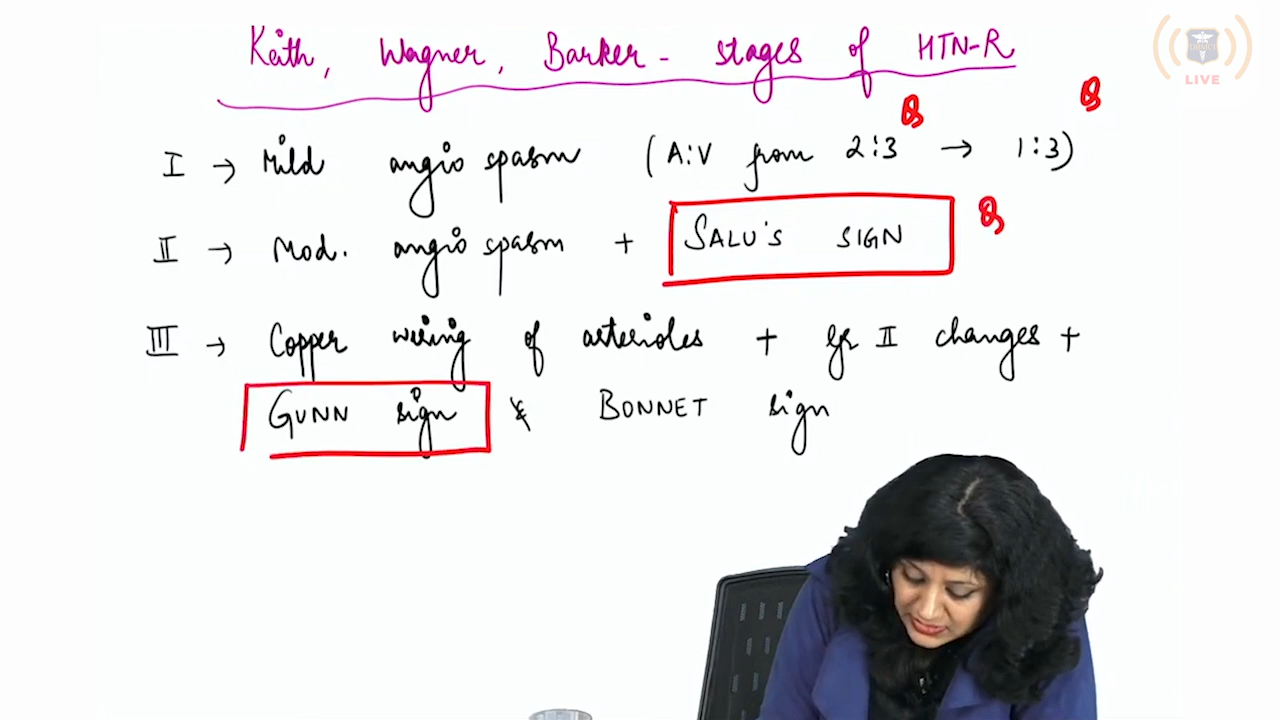 Keith, Wagner, Barker - stages of HTN-R
I → Mild angiospasm (A:V from 2:3 → 1:3)
II → Mod. angiospasm + SALU'S SIGN
III → Copper wiring of arterioles + Gr II changes +
GUNN sign & BONNET sign
LIVE